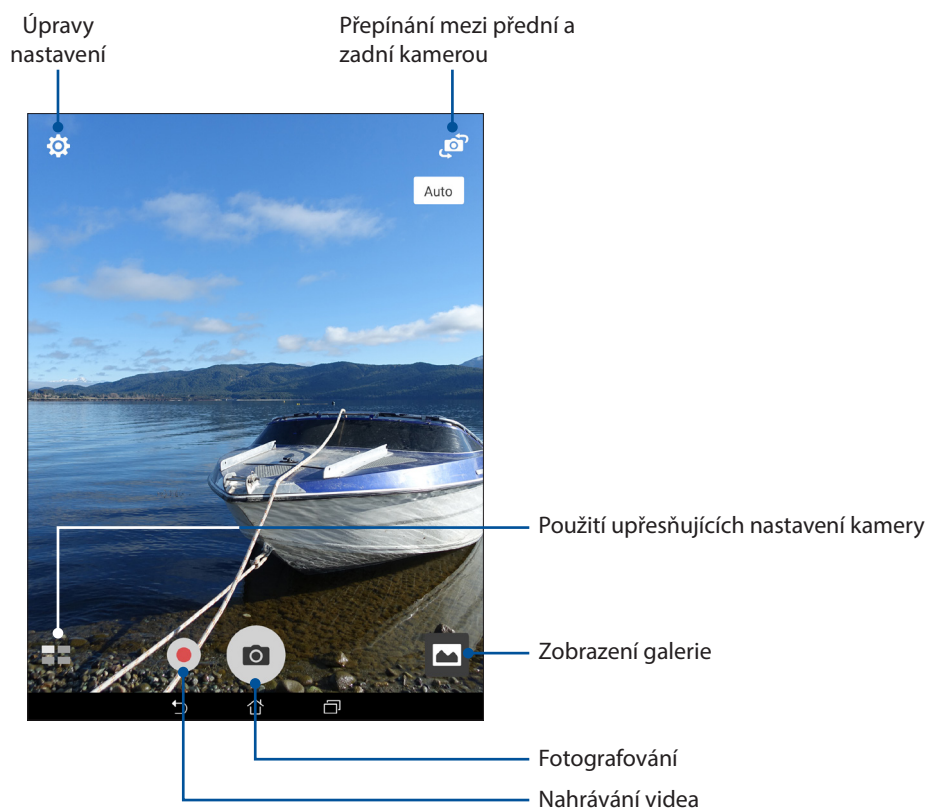 Úpravy
nastavení
Přepínání mezi přední a
zadní kamerou
Auto
Použití upřesňujících nastavení kamery
Zobrazení galerie
Fotografování
Nahrávání videa